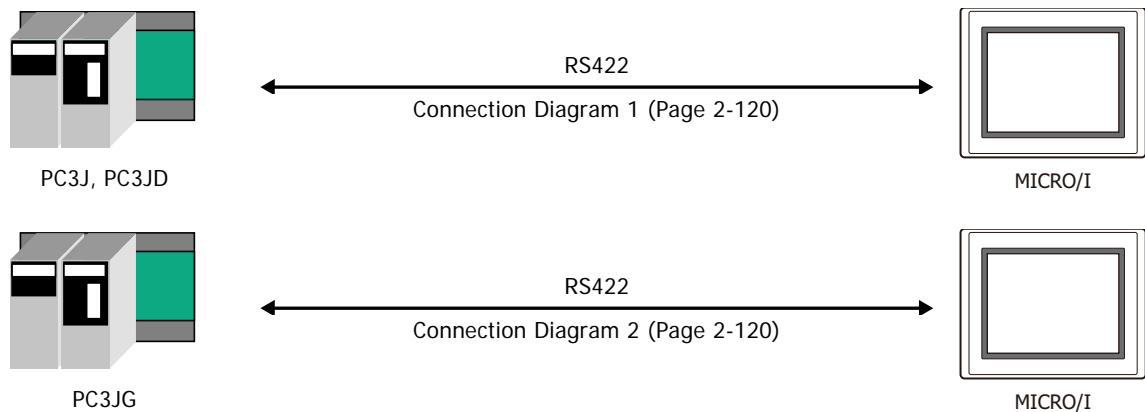 RS422
Connection Diagram 1 (Page 2-120)
PC3J, PC3JD
MICRO/I
RS422
Connection Diagram 2 (Page 2-120)
PC3JG
MICRO/I